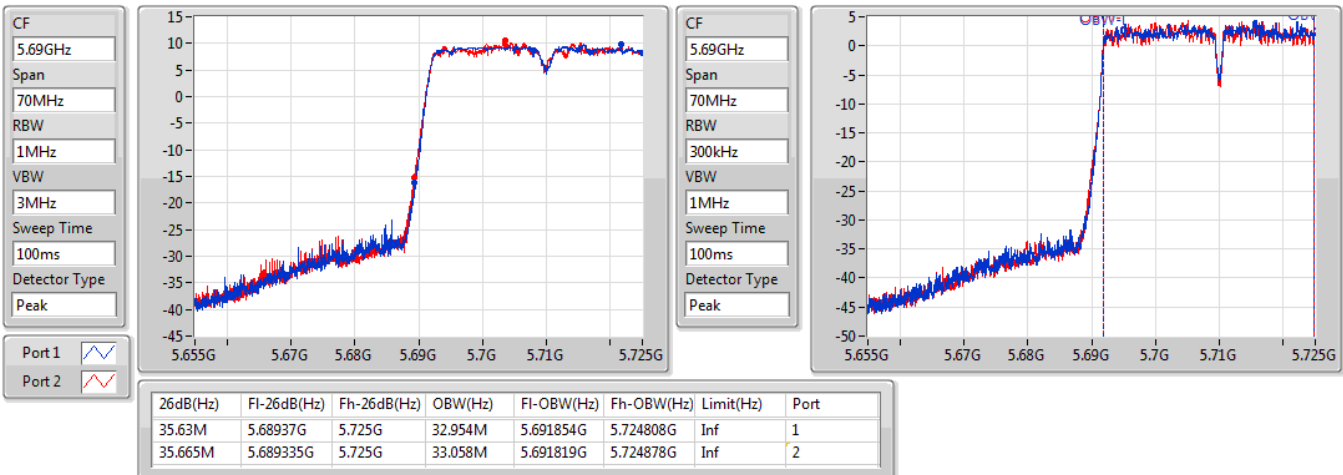 CF
5.69GHz
Span
70MHz
RBW
1MHz
VBW
3MHz
Sweep Time
100ms
Detector Type
Peak
Port 1
Port 2
15
10
5
0
-5
-10
-15
-20
-25
-30
-35
-40
-45
5.655G 5.67G 5.68G 5.69G 5.7G 5.71G 5.725G
CF
5.69GHz
Span
70MHz
RBW
300kHz
VBW
1MHz
Sweep Time
100ms
Detector Type
Peak
5
0
-5
-10
-15
-20
-25
-30
-35
-40
-45
-50
5.655G 5.67G 5.68G 5.69G 5.7G 5.71G 5.725G
26dB(Hz) Fl-26dB(Hz) Fh-26dB(Hz) OBW(Hz) Fl-OBW(Hz) Fh-OBW(Hz) Limit(Hz) Port
35.63M 5.68937G 5.725G 32.954M 5.691854G 5.724808G Inf 1
35.665M 5.689335G 5.725G 33.058M 5.691819G 5.724878G Inf 2